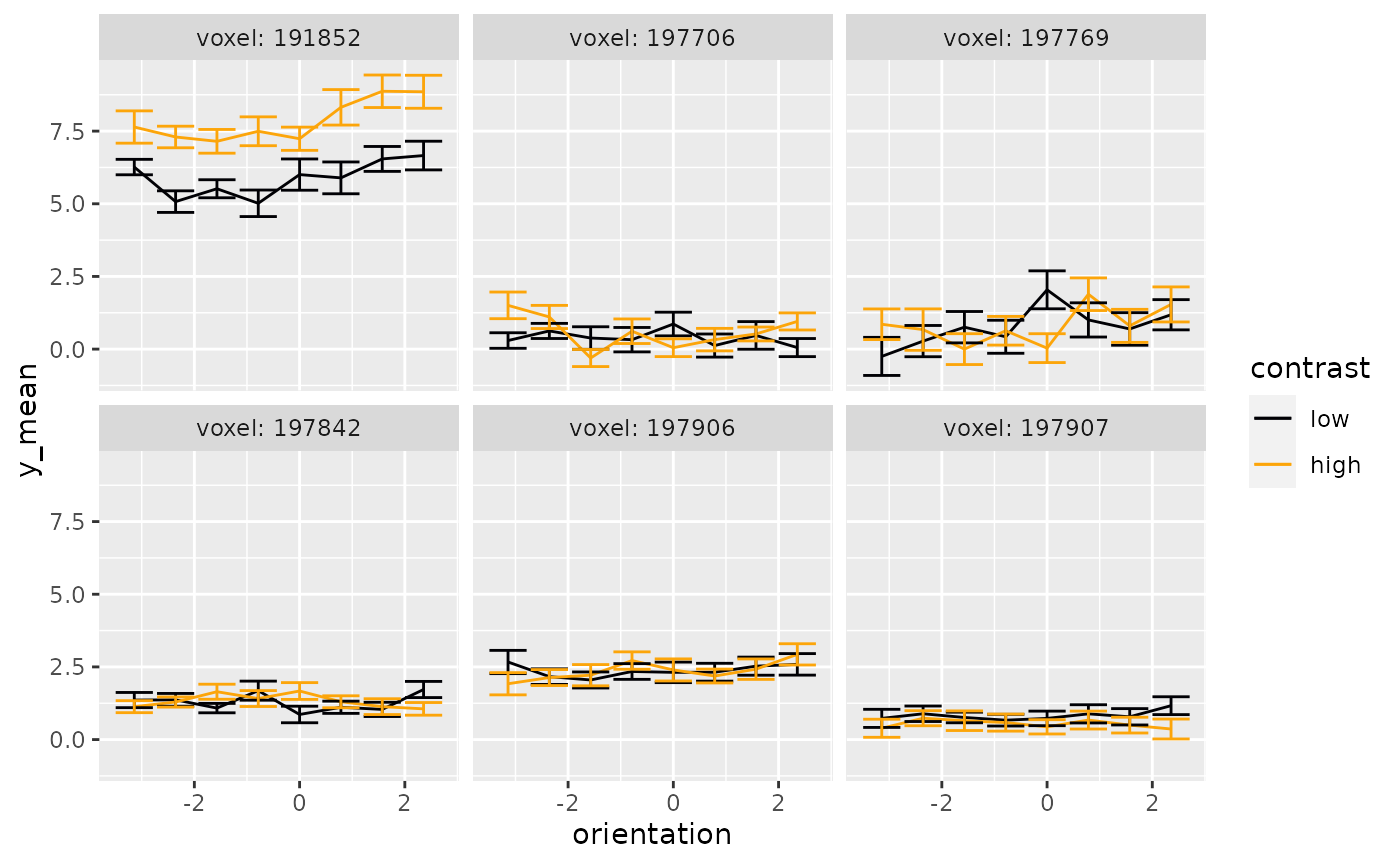 voxel: 191852
voxel: 197706
voxel: 197769
7.5
5.0
2.5
0.0
voxel: 197842
voxel: 197906
voxel: 197907
7.5
5.0
2.5
0.0
-2 0 2
-2 0 2
-2 0 2
orientation
y_mean
contrast
low
high